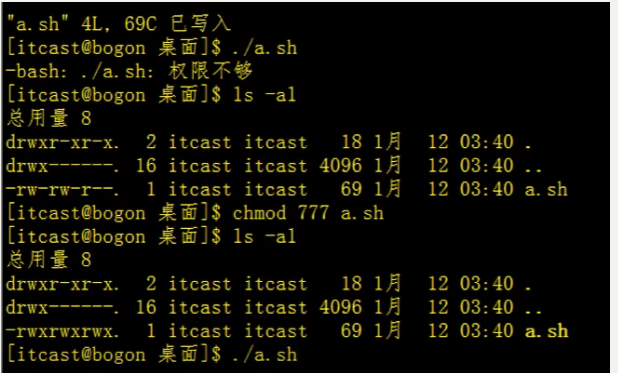 "a.sh" 4L, 69C 已写入
[itcast@bogon 桌面]$ ./a.sh
-bash: ./a.sh: 权限不够
[itcast@bogon 桌面]$ ls -al
总用量 8
drwxr-xr-x.  2 itcast itcast   18 1月  12 03:40 .
drwx------. 16 itcast itcast 4096 1月  12 03:40 ..
-rw-rw-r--.  1 itcast itcast   69 1月  12 03:40 a.sh
[itcast@bogon 桌面]$ chmod 777 a.sh
[itcast@bogon 桌面]$ ls -al
总用量 8
drwxr-xr-x.  2 itcast itcast   18 1月  12 03:40 .
drwx------. 16 itcast itcast 4096 1月  12 03:40 ..
-rwxrwxrwx.  1 itcast itcast   69 1月  12 03:40 a.sh
[itcast@bogon 桌面]$ ./a.sh